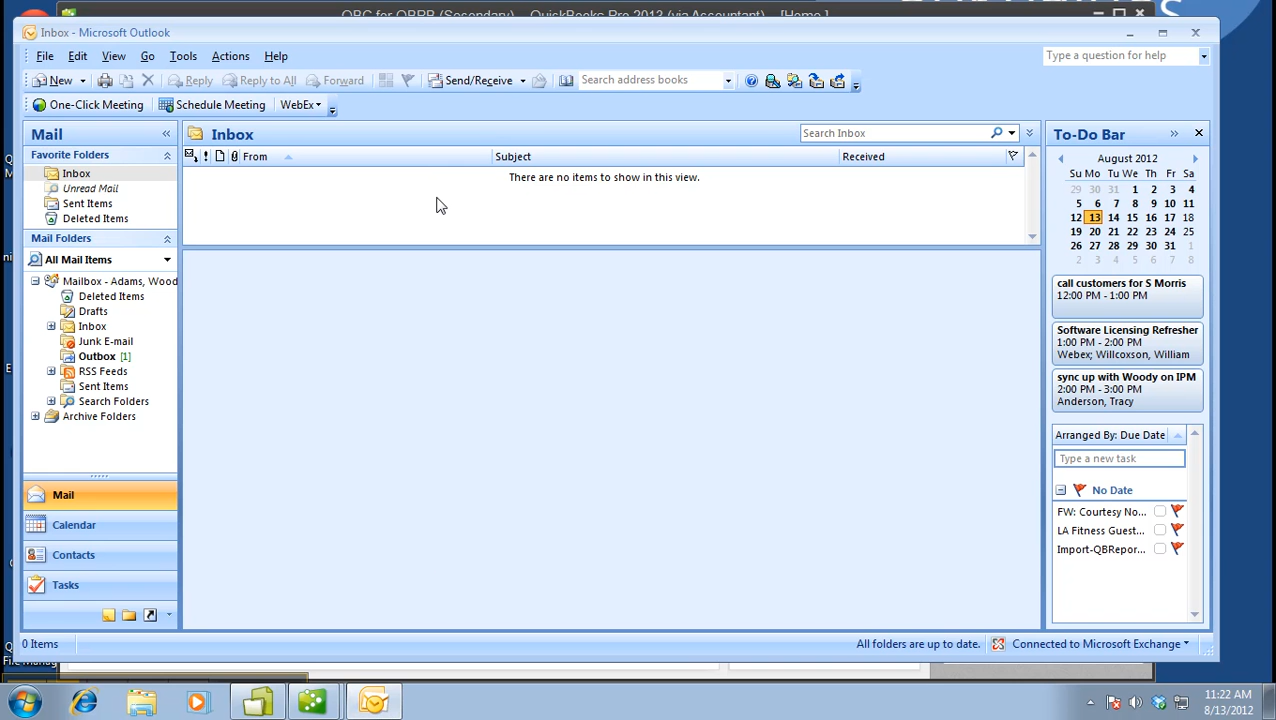 QBC for QBRB (Secondary) - QuickBooks Pro 2013 (via Accountant) - [Home ]
Inbox - Microsoft Outlook
File Edit View Go Tools Actions Help
Type a question for help
New Reply Reply to All Forward Send/Receive Search address books
One-Click Meeting Schedule Meeting WebEx
Mail
Favorite Folders
Inbox
Unread Mail
Sent Items
Deleted Items
Mail Folders
All Mail Items
Mailbox - Adams, Wood
Deleted Items
Drafts
Inbox
Junk E-mail
Outbox [1]
RSS Feeds
Sent Items
Search Folders
Archive Folders
Mail
Calendar
Contacts
Tasks
Inbox
Search Inbox
From Subject Received
There are no items to show in this view.
To-Do Bar
August 2012
Su Mo Tu We Th Fr Sa
29 30 31 1 2 3 4
5 6 7 8 9 10 11
12 13 14 15 16 17 18
19 20 21 22 23 24 25
26 27 28 29 30 31 1
2 3 4 5 6 7 8
call customers for S Morris
12:00 PM - 1:00 PM
Software Licensing Refresher
1:00 PM - 2:00 PM
Webex; Willcoxson, William
sync up with Woody on IPM
2:00 PM - 3:00 PM
Anderson, Tracy
Arranged By: Due Date
Type a new task
No Date
FW: Courtesy No...
LA Fitness Guest...
Import-QBRepor...
0 Items
All folders are up to date.
Connected to Microsoft Exchange
File Manag
11:22 AM
8/13/2012